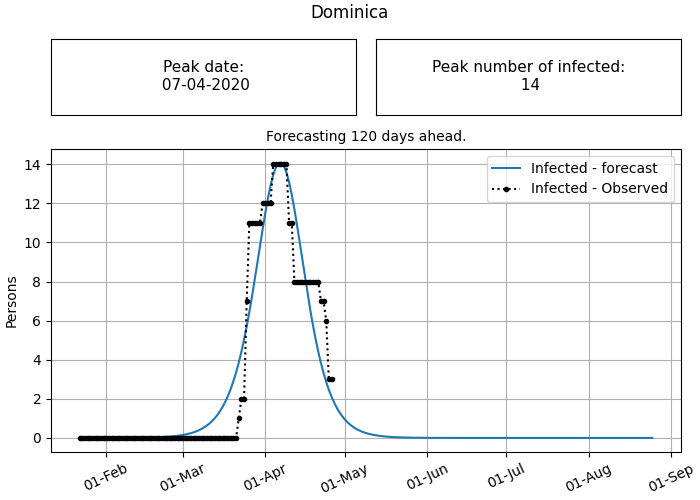 Dominica
Peak date:
07-04-2020
Peak number of infected:
14
Forecasting 120 days ahead.
Infected - forecast
Infected - Observed
Persons
14
12
10
8
6
4
2
0
01-Feb
01-Mar
01-Apr
01-May
01-Jun
01-Jul
01-Aug
01-Sep